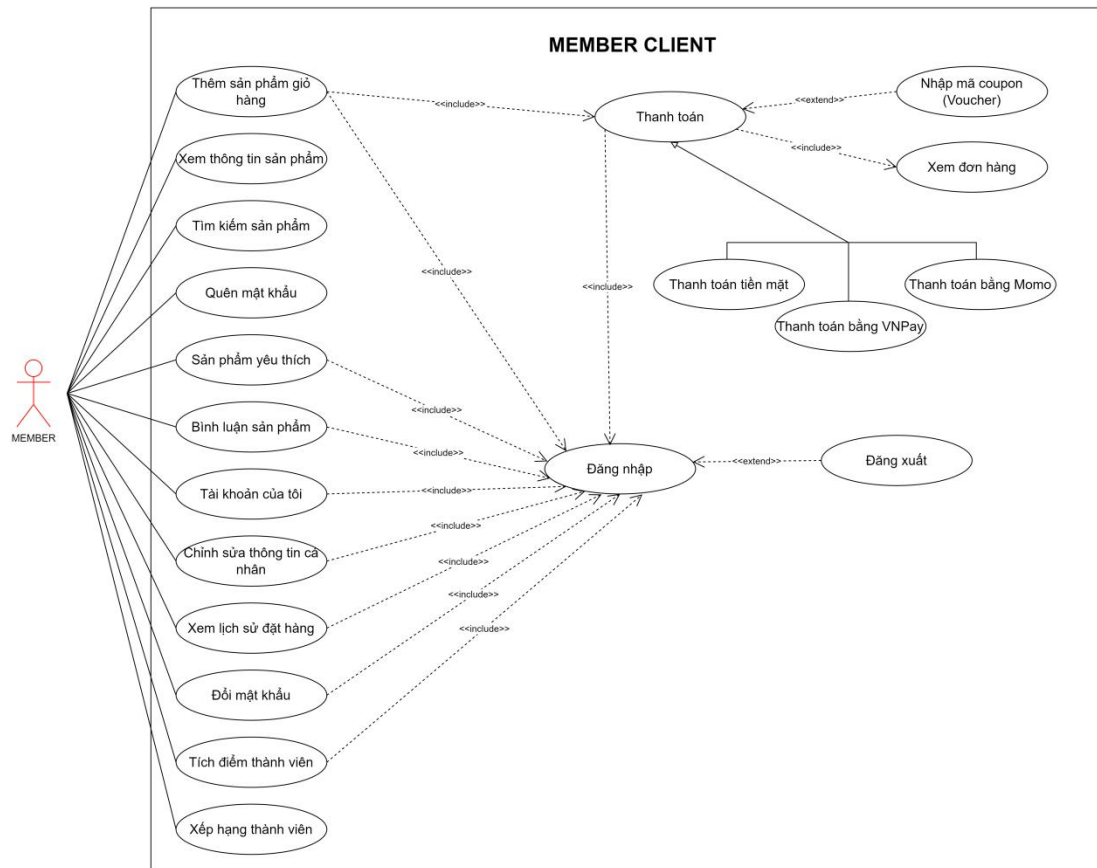 MEMBER CLIENT
Thêm sản phẩm giỏ
hàng
<<include>>
Thanh toán
<<extend>>
Nhập mã coupon
(Voucher)
<<include>>
Xem đơn hàng
Xem thông tin sản phẩm
Tìm kiếm sản phẩm
<<include>>
<<include>>
Thanh toán tiền mặt
Thanh toán bằng VNPay
Thanh toán bằng Momo
Quên mật khẩu
Sản phẩm yêu thích
<<include>>
MEMBER
Bình luận sản phẩm
<<include>>
Đăng nhập
<<extend>>
Đăng xuất
Tài khoản của tôi
<<include>>
Chỉnh sửa thông tin cá
nhân
<<include>>
<<include>>
Xem lịch sử đặt hàng
<<include>>
<<include>>
Đổi mật khẩu
Tích điểm thành viên
Xếp hạng thành viên